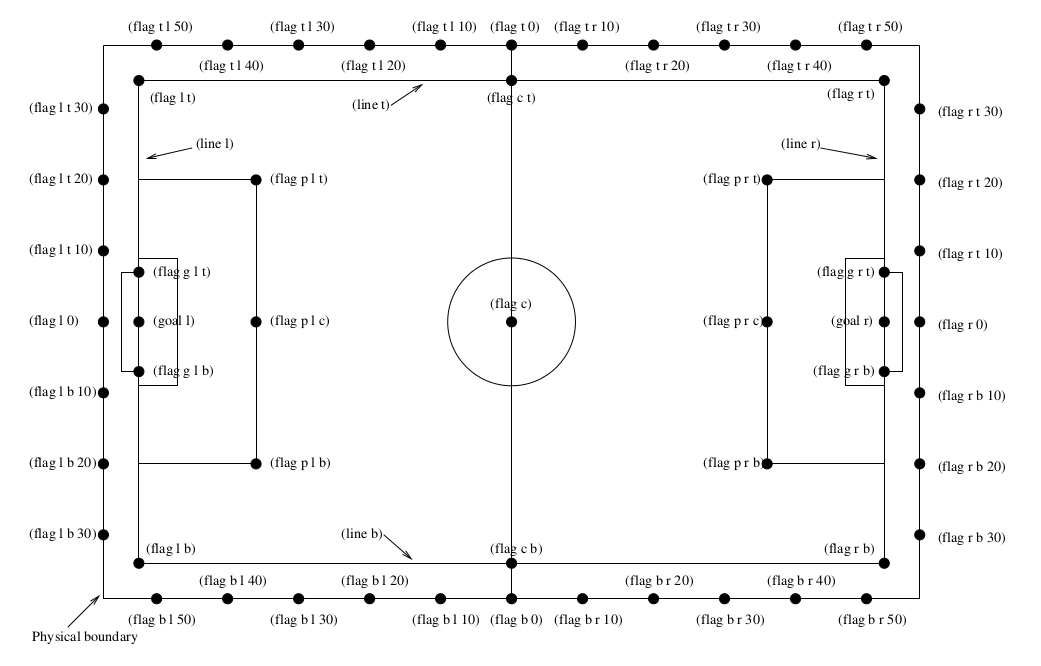 (flag t l 50) (flag t l 30) (flag t l 10) (flag t 0) (flag t r 10) (flag t r 30) (flag t r 50)
(flag t l 40) (flag t l 20) (flag t r 20) (flag t r 40)
(flag l t) (line t) (flag c t) (flag r t)
(flag l t 30) (flag r t 30)
(line l) (line r)
(flag l t 20) (flag p l t) (flag p r t) (flag r t 20)
(flag l t 10) (flag r t 10)
(flag g l t) (flag g r t)
(flag c)
(flag l 0) (goal l) (flag p l c) (flag p r c) (goal r) (flag r 0)
(flag g l b) (flag g r b)
(flag l b 10) (flag r b 10)
(flag l b 20) (flag p l b) (flag p r b) (flag r b 20)
(flag l b 30) (line b) (flag r b 30)
(flag l b) (flag c b) (flag r b)
(flag b l 40) (flag b l 20) (flag b r 20) (flag b r 40)
(flag b l 50) (flag b l 30) (flag b l 10) (flag b 0) (flag b r 10) (flag b r 30) (flag b r 50)
Physical boundary